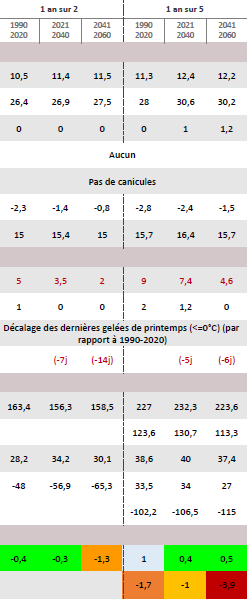 1 an sur 2 1 an sur 5
1990 2021 2041 1990 2021 2041
2020 2040 2060 2020 2040 2060
10,5 11,4 11,5 11,3 12,4 12,2
26,4 26,9 27,5 28 30,6 30,2
0 0 0 0 1 1,2
Aucun
Pas de canicules
-2,3 -1,4 -0,8 -2,8 -2,4 -1,5
15 15,4 15 15,7 16,4 15,7
5 3,5 2 9 7,4 4,6
1 0 0 2 1,2 0
Décalage des dernières gelées de printemps (<=0°C) (par
rapport à 1990-2020)
(-7j (-14j) (-5j (-6j)
163,4 156,3 158,5 227 232,3 223,6
123,6 130,7 113,3
28,2 34,2 30,1 38,6 40 37,4
-48 -56,9 -65,3 33,5 34 27
-102,2 -106,5 -115
-0,4 -0,3 -1,3 1 0,4 0,5
-1,7 -1 -3,9